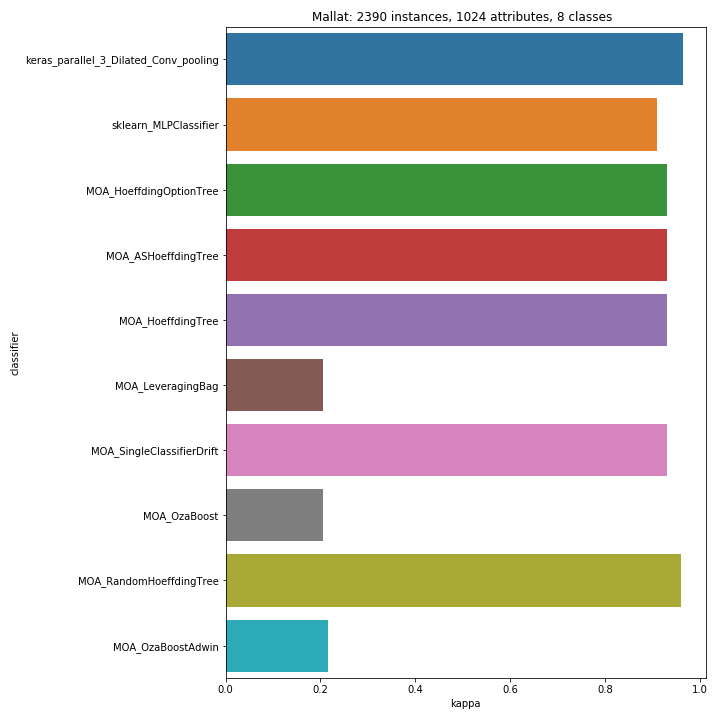 Mallat: 2390 instances, 1024 attributes, 8 classes
keras_parallel_3_Dilated_Conv_pooling
sklearn_MLPClassifier
MOA_HoeffdingOptionTree
MOA_ASHoeffdingTree
MOA_HoeffdingTree
classifier
MOA_LeveragingBag
MOA_SingleClassifierDrift
MOA_OzaBoost
MOA_RandomHoeffdingTree
MOA_OzaBoostAdwin
0.0 0.2 0.4 0.6 0.8 1.0
kappa